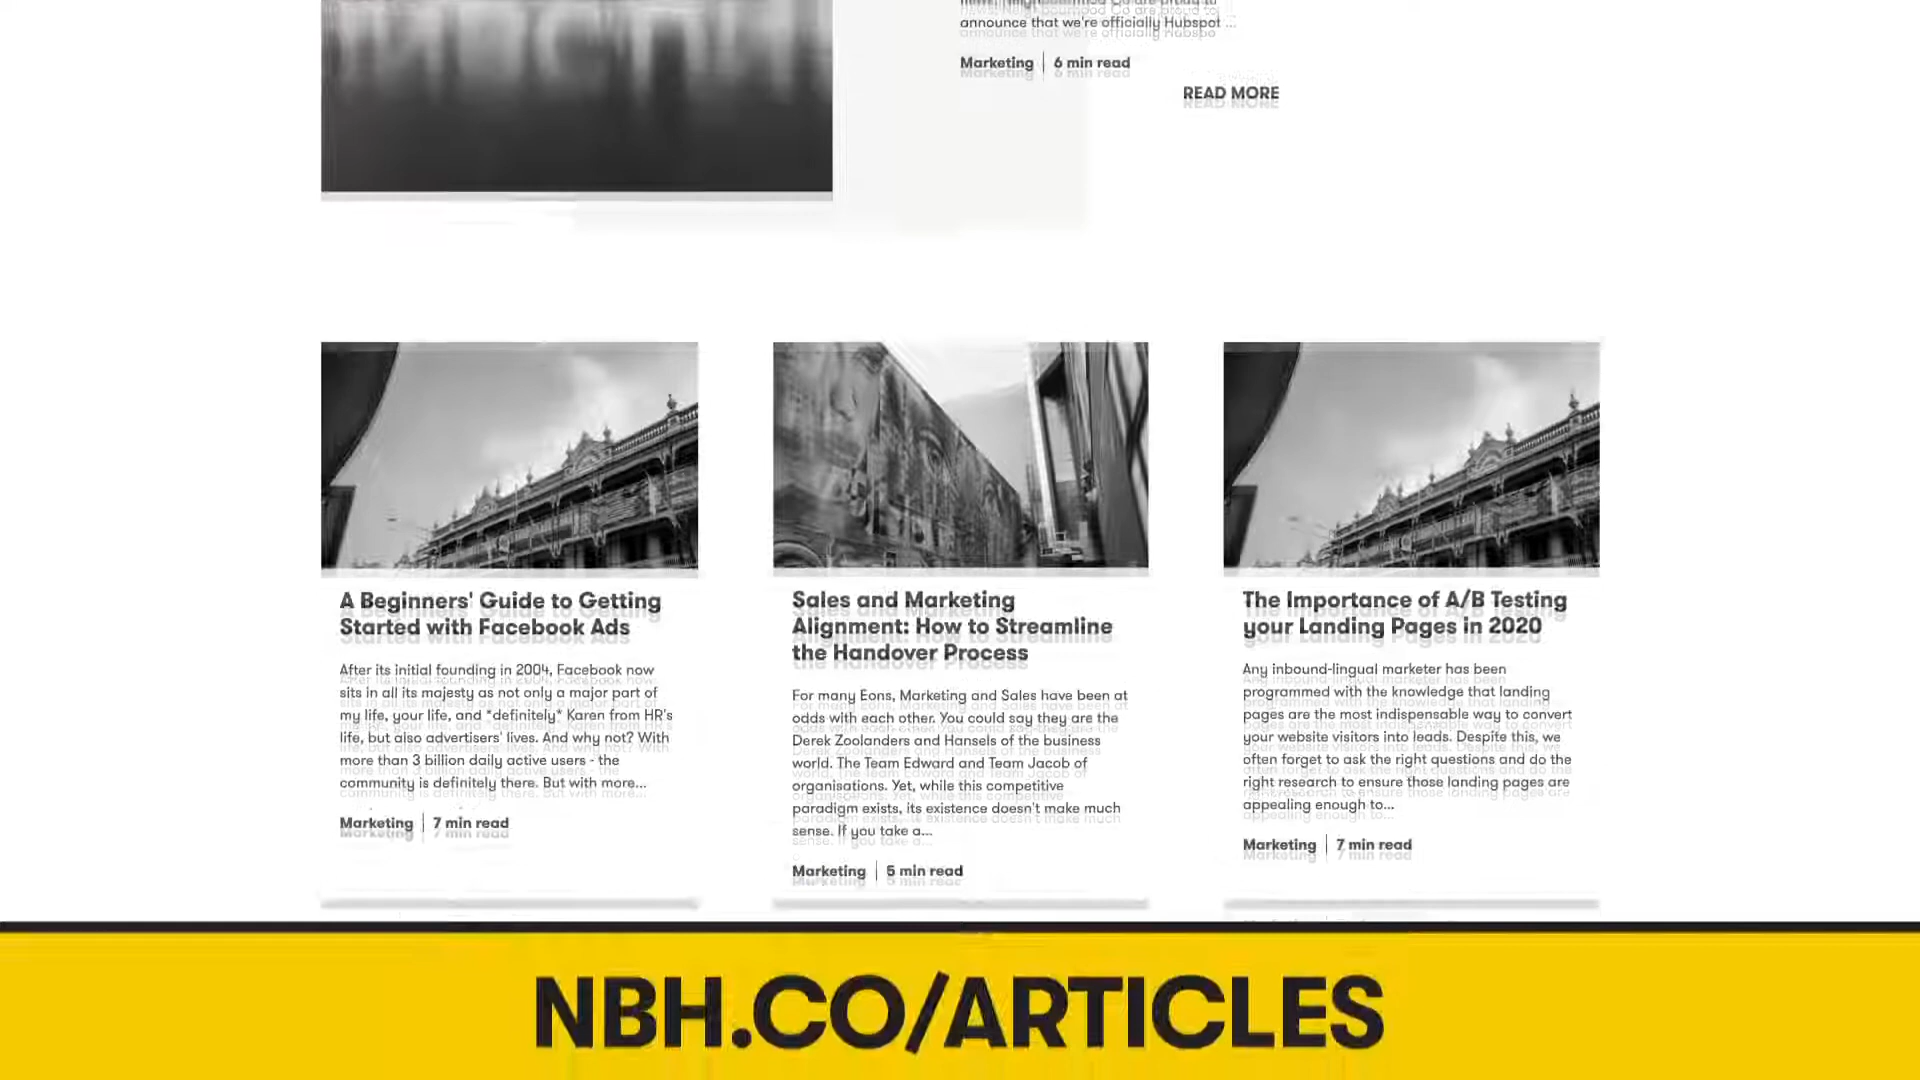 announce that we're officially Hubspot ...
Marketing | 6 min read
READ MORE
A Beginners' Guide to Getting
Started with Facebook Ads
After its initial founding in 2004, Facebook now
sits in all its majesty as not only a major part of
my life, your life, and *definitely* Karen from HR's
life, but also advertisers' lives. And why not? With
more than 3 billion daily active users - the
community is definitely there. But with more...
Marketing | 7 min read
Sales and Marketing
Alignment: How to Streamline
the Handover Process
For many Eons, Marketing and Sales have been at
odds with each other. You could say they are the
Derek Zoolanders and Hansels of the business
world. The Team Edward and Team Jacob of
organisations. Yet, while this competitive
paradigm exists, its existence doesn't make much
sense. If you take a...
Marketing | 5 min read
The Importance of A/B Testing
your Landing Pages in 2020
Any inbound-lingual marketer has been
programmed with the knowledge that landing
pages are the most indispensable way to convert
your website visitors into leads. Despite this, we
often forget to ask the right questions and do the
right research to ensure those landing pages are
appealing enough to...
Marketing | 7 min read
NBH.CO/ARTICLES